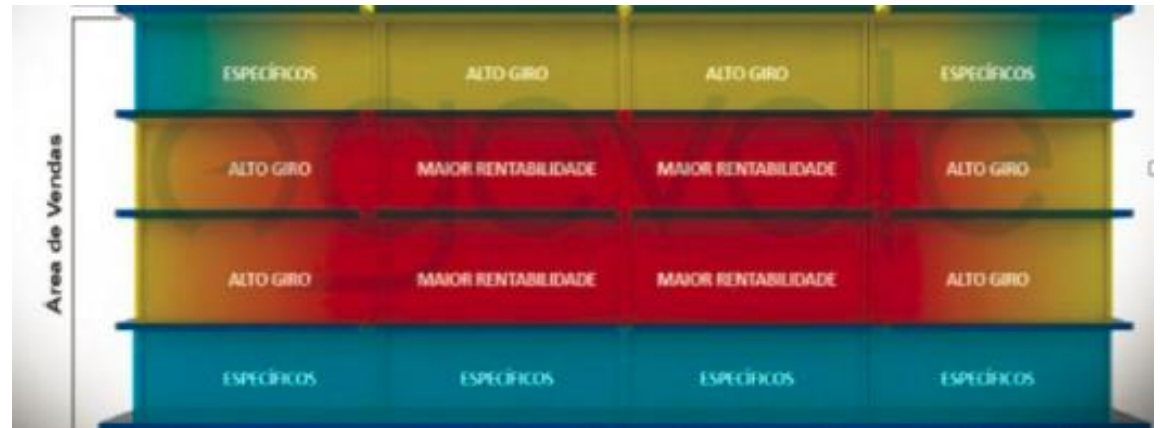 Área de Vendas
ESPECÍFICOS ALTO GIRO ALTO GIRO ESPECÍFICOS
ALTO GIRO MAIOR RENTABILIDADE MAIOR RENTABILIDADE ALTO GIRO
ALTO GIRO MAIOR RENTABILIDADE MAIOR RENTABILIDADE ALTO GIRO
ESPECÍFICOS ESPECÍFICOS ESPECÍFICOS ESPECÍFICOS